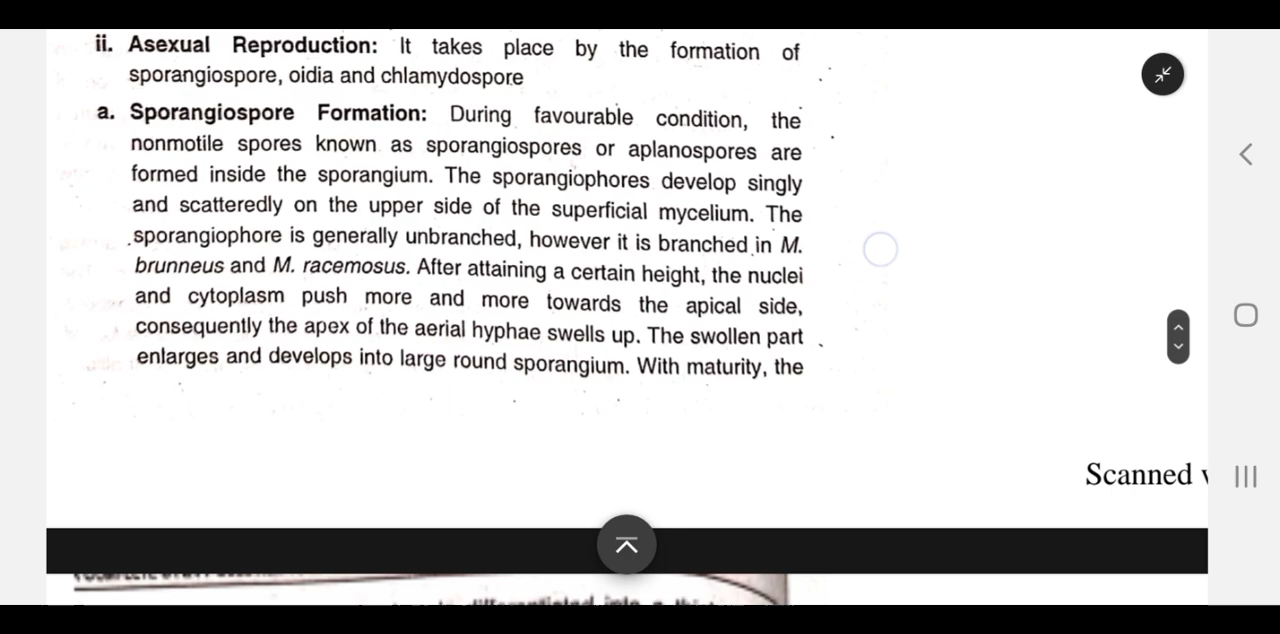 ii. Asexual Reproduction: It takes place by the formation of
sporangiospore, oidia and chlamydospore
a. Sporangiospore Formation: During favourable condition, the
nonmotile spores known as sporangiospores or aplanospores are
formed inside the sporangium. The sporangiophores develop singly
and scatteredly on the upper side of the superficial mycelium. The
sporangiophore is generally unbranched, however it is branched in M.
brunneus and M. racemosus. After attaining a certain height, the nuclei
and cytoplasm push more and more towards the apical side,
consequently the apex of the aerial hyphae swells up. The swollen part
enlarges and develops into large round sporangium. With maturity, the
Scanned